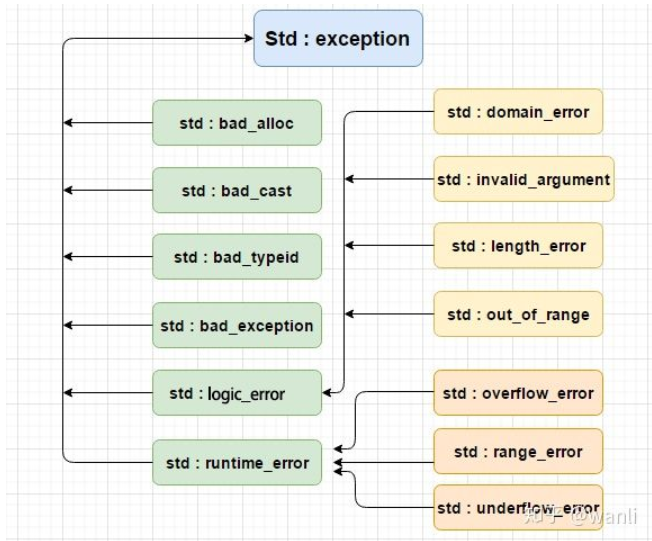 Std : exception
std : bad_alloc
std : bad_cast
std : bad_typeid
std : bad_exception
std : logic_error
std : runtime_error
std : domain_error
std : invalid_argument
std : length_error
std : out_of_range
std : overflow_error
std : range_error
std : underflow_error
知乎 @wanli